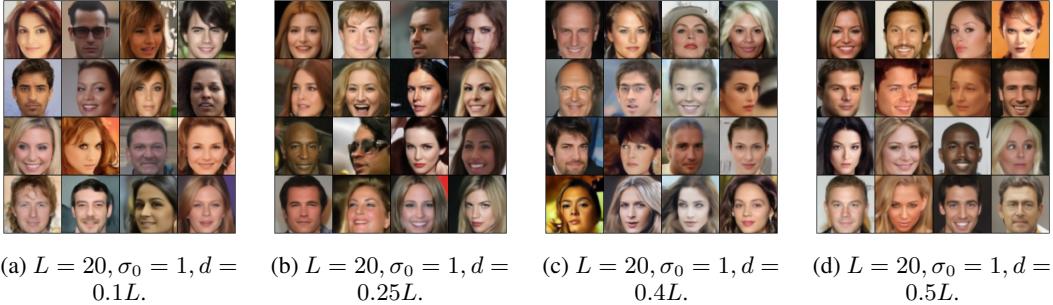 (a) L = 20, σ₀ = 1, d =
0.1L.
(b) L = 20, σ₀ = 1, d =
0.25L.
(c) L = 20, σ₀ = 1, d =
0.4L.
(d) L = 20, σ₀ = 1, d =
0.5L.